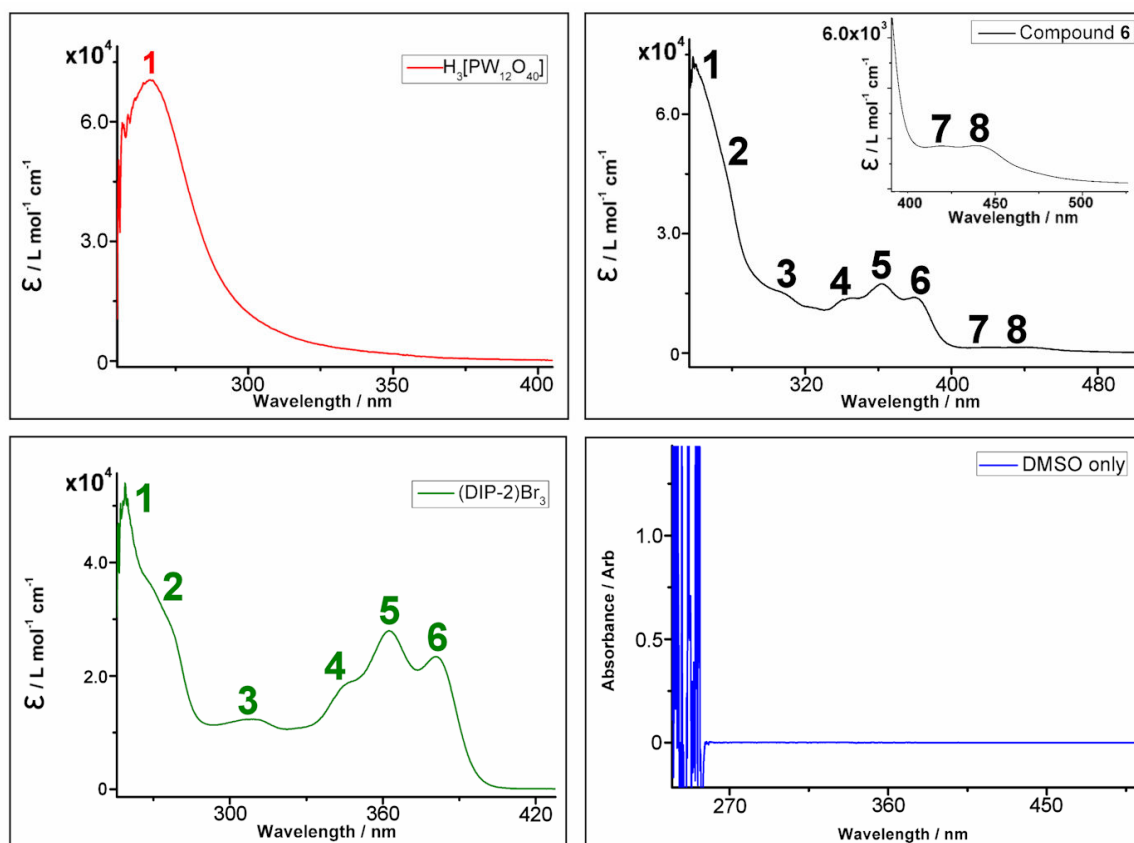 x10⁴
1
H₃[PW₁₂O₄₀]
6.0
3.0
0
ε / L mol⁻¹ cm⁻¹
300
350
400
Wavelength / nm
x10⁴
1
2
3
4
5
6
7
8
Compound 6
6.0
3.0
0
ε / L mol⁻¹ cm⁻¹
320
400
480
Wavelength / nm
6.0x10³
7
8
ε / L mol⁻¹ cm⁻¹
400
450
500
Wavelength / nm
x10⁴
1
2
3
4
5
6
(DIP-2)Br₃
4.0
2.0
0
ε / L mol⁻¹ cm⁻¹
300
360
420
Wavelength / nm
DMSO only
1.0
0.5
0
Absorbance / Arb
270
360
450
Wavelength / nm